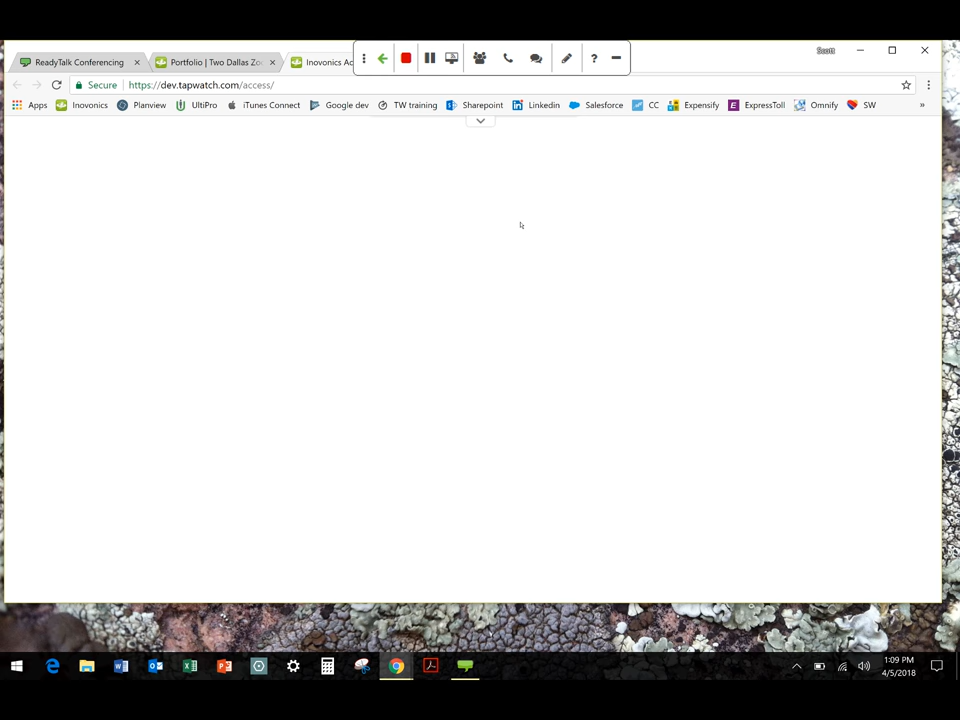 Scott
ReadyTalk Conferencing
Portfolio | Two Dallas Zo
Inovonics Ac
Secure
https://dev.tapwatch.com/access/
Apps Inovonics Planview UltiPro iTunes Connect Google dev TW training Sharepoint Linkedin Salesforce CC Expensify ExpressToll Omnify SW »
1:09 PM
4/5/2018